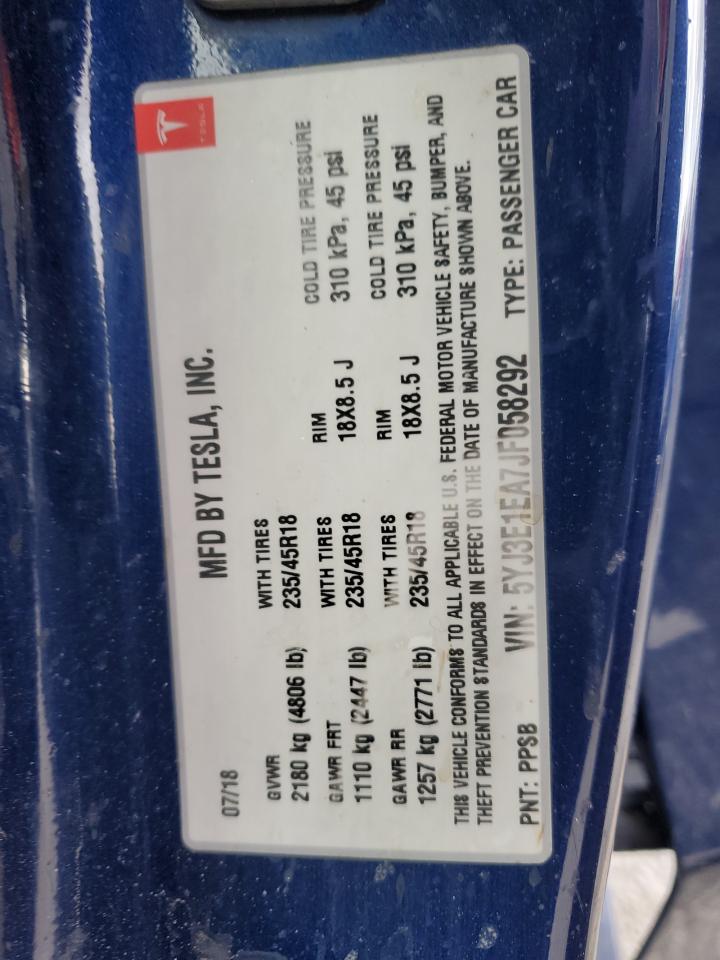 TESLA
07/18 MFD BY TESLA, INC.
GVWR WITH TIRES
2180 kg (4806 lb) 235/45R18
GAWR FRT WITH TIRES RIM COLD TIRE PRESSURE
1110 kg (2447 lb) 235/45R18 18X8.5 J 310 kPa, 45 psi
GAWR RR WITH TIRES RIM COLD TIRE PRESSURE
1257 kg (2771 lb) 235/45R18 18X8.5 J 310 kPa, 45 psi
THIS VEHICLE CONFORMS TO ALL APPLICABLE U.S. FEDERAL MOTOR VEHICLE SAFETY, BUMPER, AND
THEFT PREVENTION STANDARDS IN EFFECT ON THE DATE OF MANUFACTURE SHOWN ABOVE.
PNT: PPSB VIN: 5YJ3E1EA7JF058292 TYPE: PASSENGER CAR